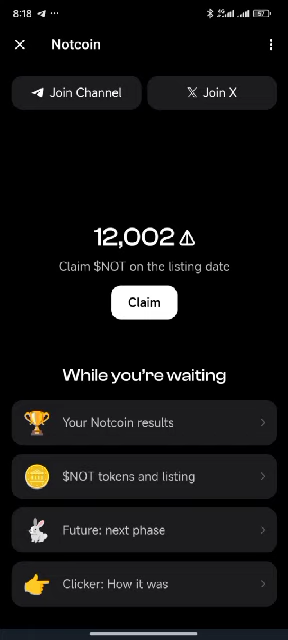 8:18
Notcoin
Join Channel
Join X
12,002
Claim $NOT on the listing date
Claim
While you're waiting
Your Notcoin results
$NOT tokens and listing
Future: next phase
Clicker: How it was